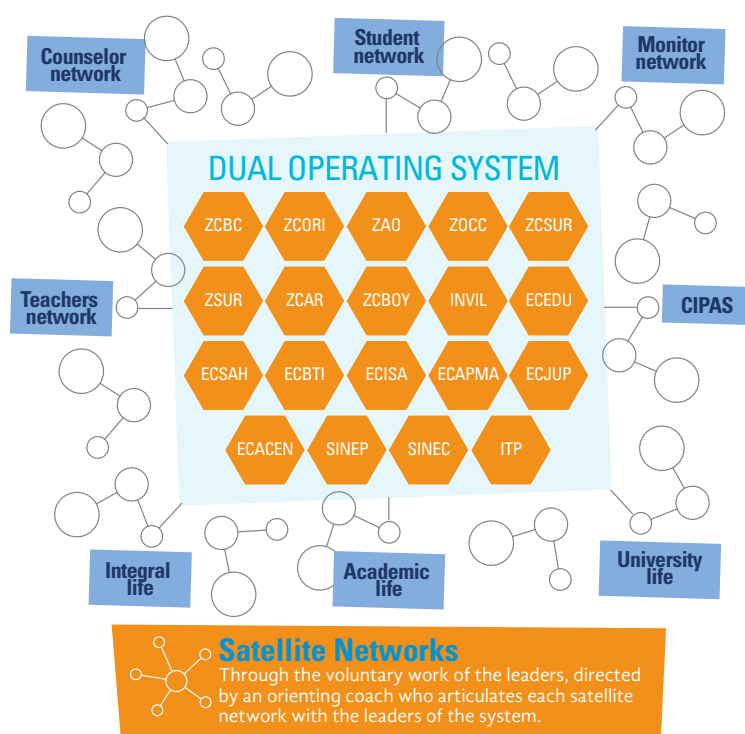 Counselor
network
Student
network
Monitor
network
DUAL OPERATING SYSTEM
ZCBC ZCORI ZAO ZOCC ZCSUR
Teachers
network
ZSUR ZCAR ZCBOY INVIL ECEDU
CIPAS
ECSAH ECBTI ECISA ECAPMA ECJUP
ECACEN SINEP SINEC ITP
Integral
life
Academic
life
University
life
Satellite Networks
Through the voluntary work of the leaders, directed
by an orienting coach who articulates each satellite
network with the leaders of the system.